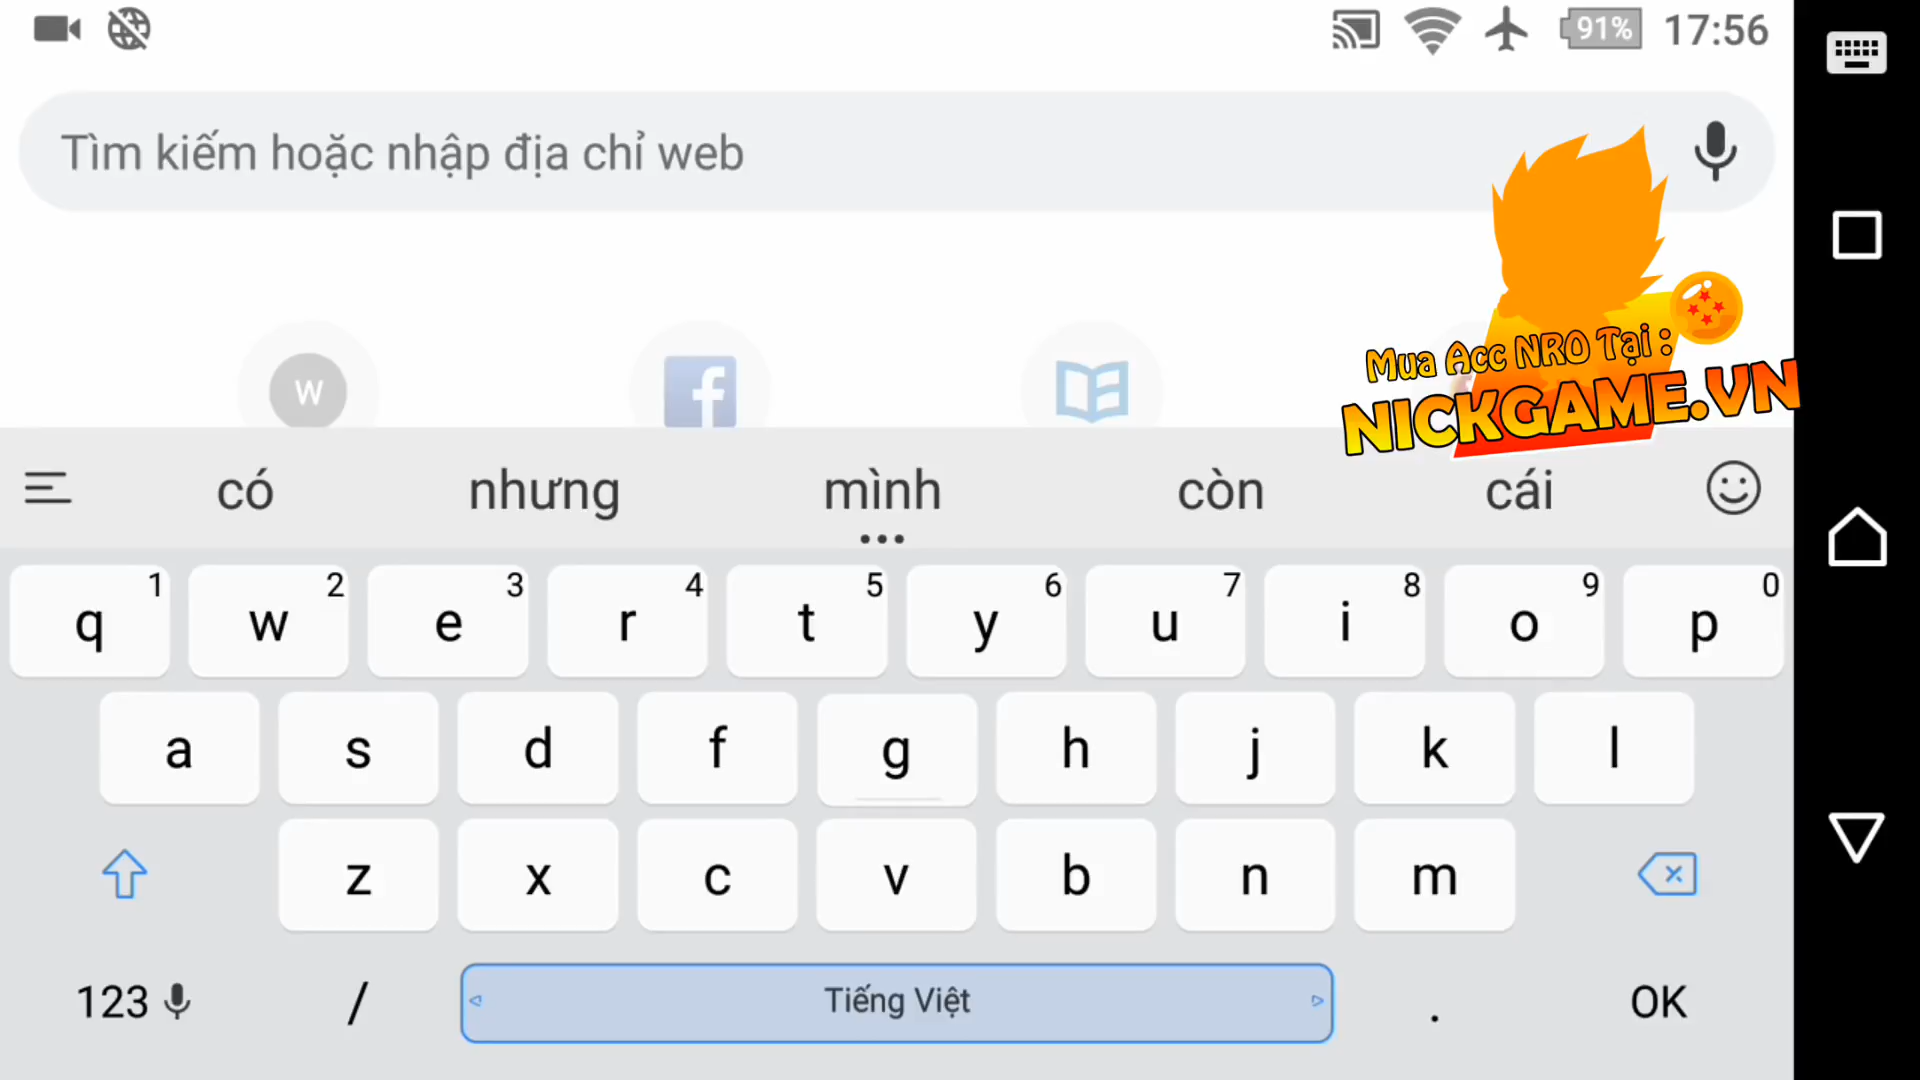 91% 17:56
Tìm kiếm hoặc nhập địa chỉ web
Mua Acc NRO Tại :
NICKGAME.VN
W f
có nhưng mình còn cái
q 1 w 2 e 3 r 4 t 5 y 6 u 7 i 8 o 9 p 0
a s d f g h j k l
z x c v b n m
123 / Tiếng Việt . OK